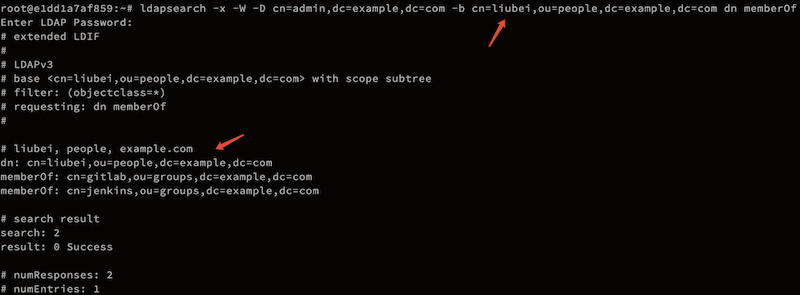 root@e1dd1a7af859:~# ldapsearch -x -W -D cn=admin,dc=example,dc=com -b cn=liubei,ou=people,dc=example,dc=com dn memberOf
Enter LDAP Password:
# extended LDIF
#
# LDAPv3
# base <cn=liubei,ou=people,dc=example,dc=com> with scope subtree
# filter: (objectclass=*)
# requesting: dn memberOf
#
# liubei, people, example.com
dn: cn=liubei,ou=people,dc=example,dc=com
memberOf: cn=gitlab,ou=groups,dc=example,dc=com
memberOf: cn=jenkins,ou=groups,dc=example,dc=com
# search result
search: 2
result: 0 Success
# numResponses: 2
# numEntries: 1